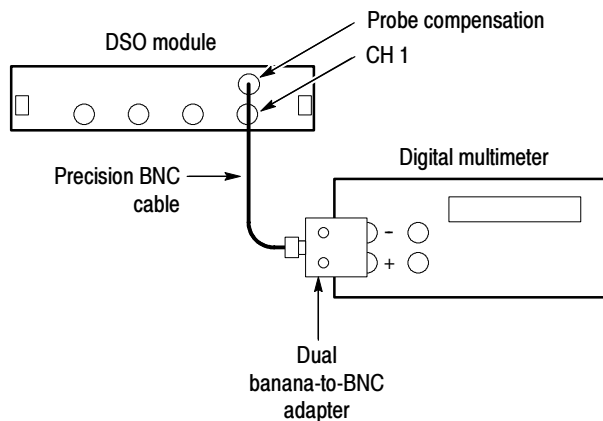 Probe compensation
DSO module
CH 1
Digital multimeter
Precision BNC
cable
-
+
Dual
banana-to-BNC
adapter